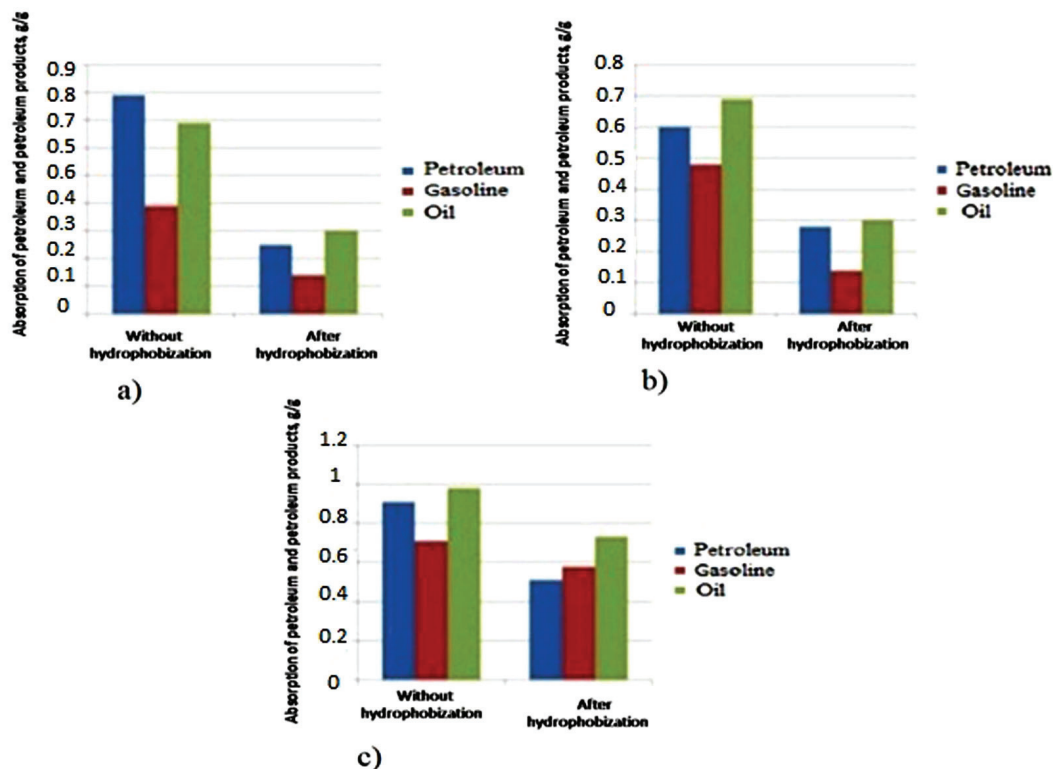 Absorption of petroleum and petroleum products, g/g
0.9
0.8
0.7
0.6
0.5
0.4
0.3
0.2
0.1
0
Without
hydrophobization
After
hydrophobization
Petroleum
Gasoline
Oil
a)
Absorption of petroleum and petroleum products, g/g
0.8
0.7
0.6
0.5
0.4
0.3
0.2
0.1
0
Without
hydrophobization
After
hydrophobization
Petroleum
Gasoline
Oil
b)
Absorption of petroleum and petroleum products, g/g
1.2
1
0.8
0.6
0.4
0.2
0
Without
hydrophobization
After
hydrophobization
Petroleum
Gasoline
Oil
c)